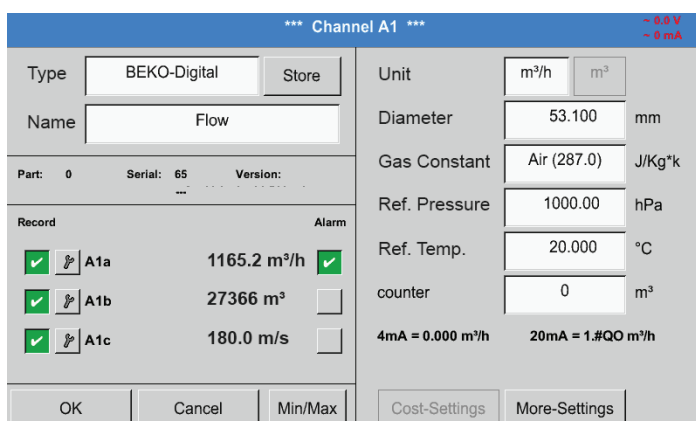 *** Channel A1 ***
~ 0.0 V
~ 0 mA
Type BEKO-Digital Store
Name Flow
Part: 0 Serial: 65 Version:
---
Record Alarm
A1a 1165.2 m³/h
A1b 27366 m³
A1c 180.0 m/s
OK Cancel Min/Max
Unit m³/h m³
Diameter 53.100 mm
Gas Constant Air (287.0) J/Kg*k
Ref. Pressure 1000.00 hPa
Ref. Temp. 20.000 °C
counter 0 m³
4mA = 0.000 m³/h 20mA = 1.#QO m³/h
Cost-Settings More-Settings